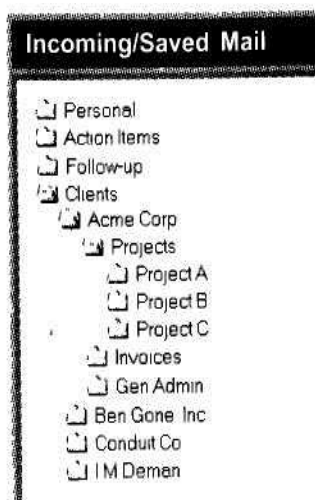 Incoming/Saved Mail
Personal
Action Items
Follow-up
Clients
Acme Corp
Projects
Project A
Project B
Project C
Invoices
Gen Admin
Ben Gone Inc
Conduit Co
I M Deman